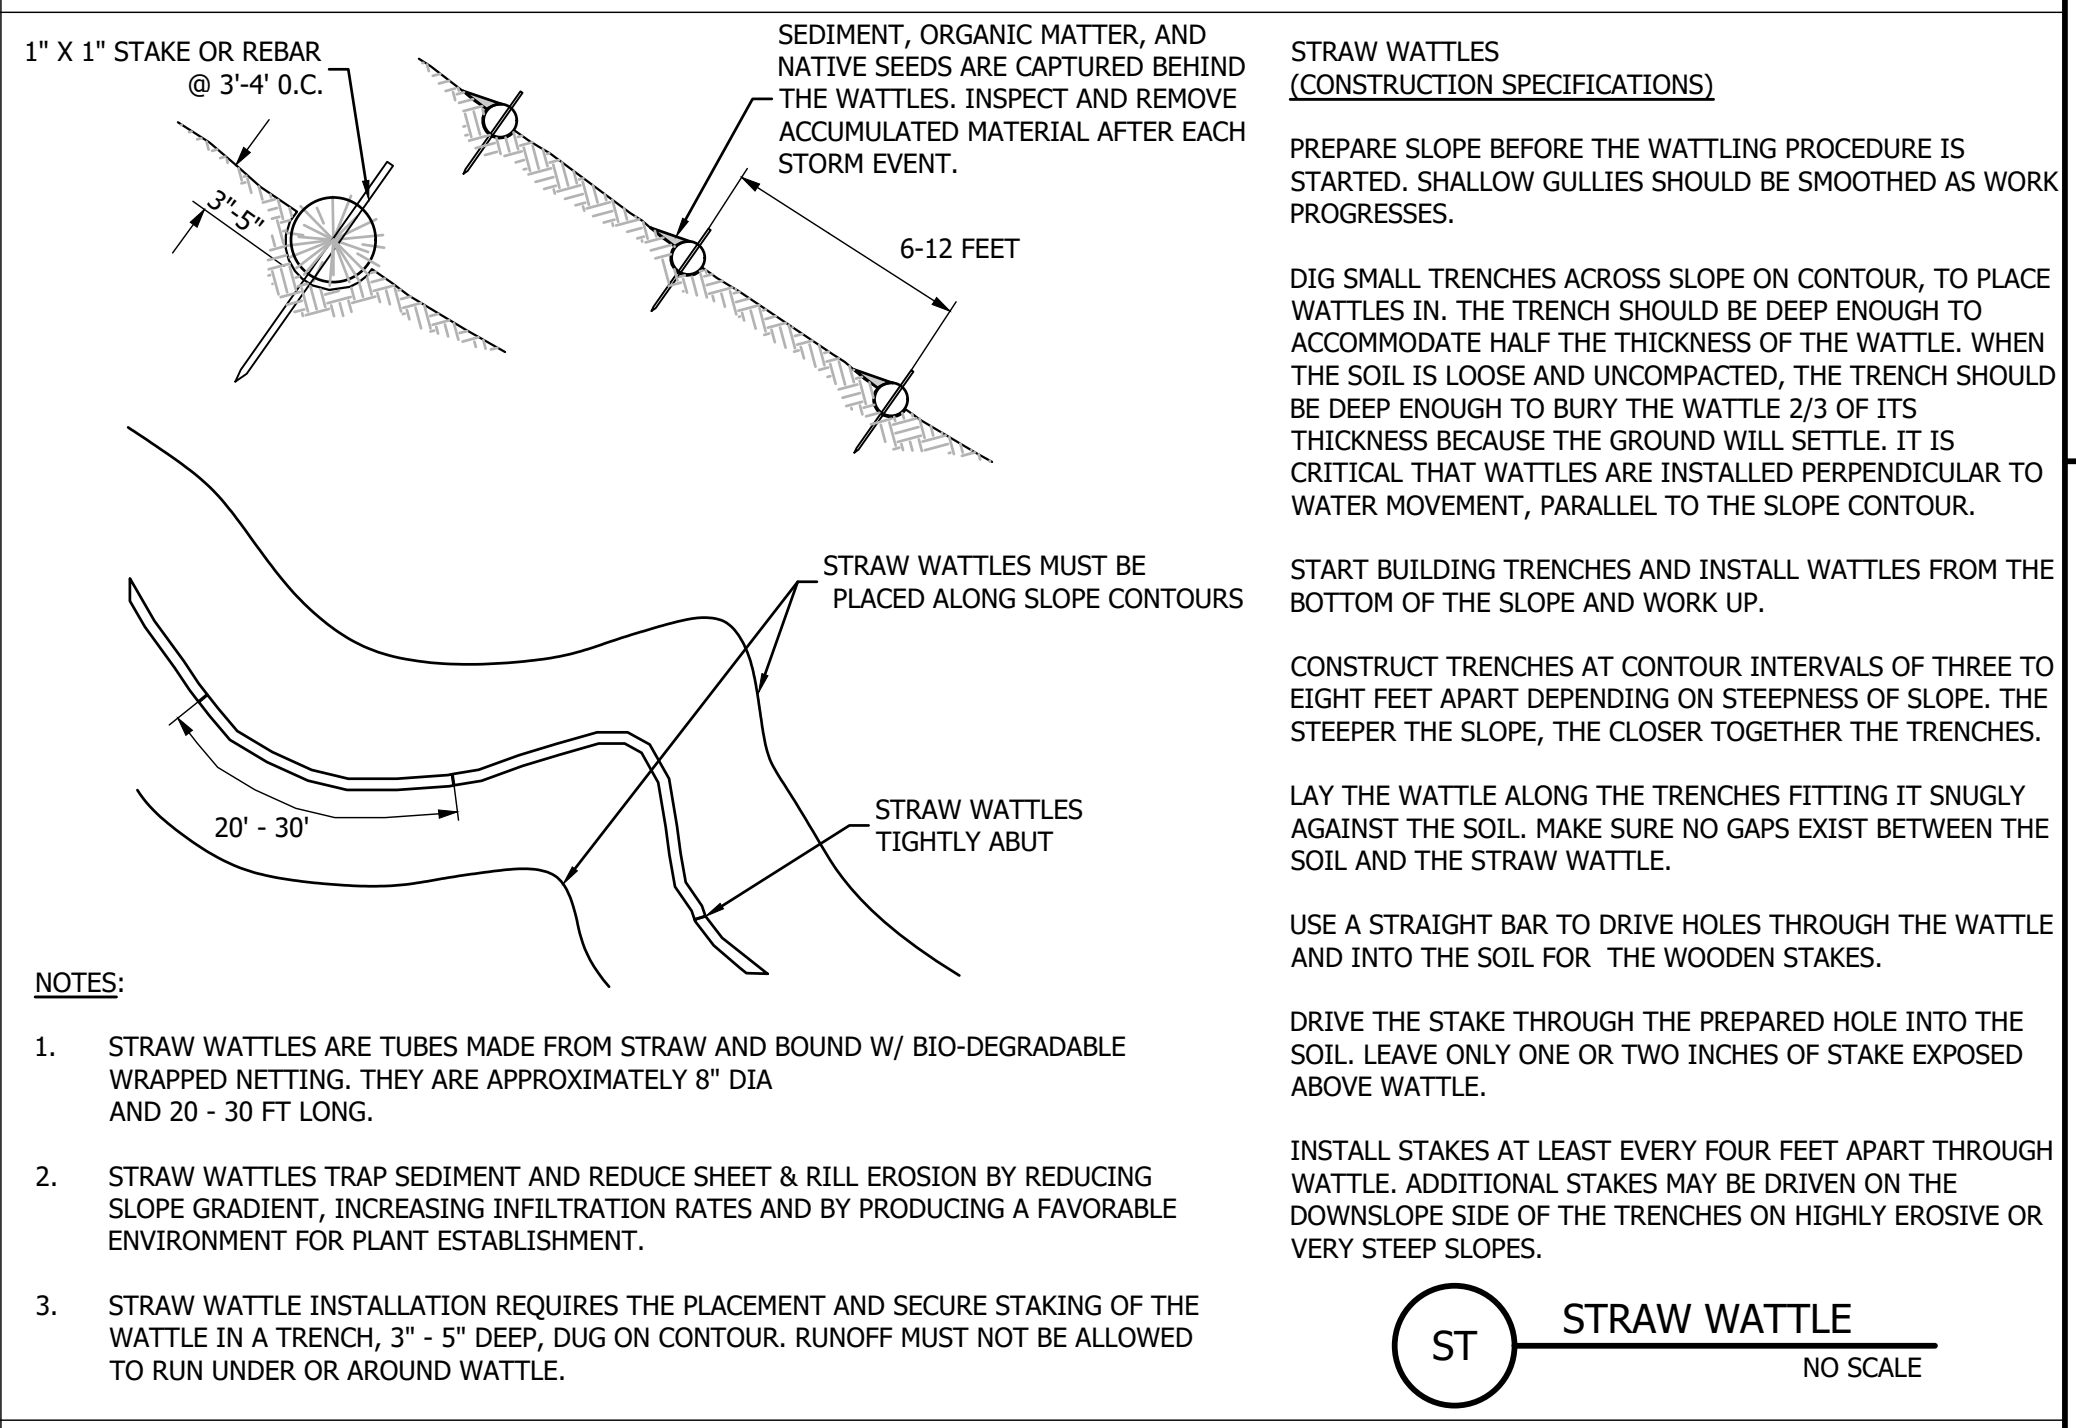 1" X 1" STAKE OR REBAR
@ 3'-4' O.C.
3"-5"
SEDIMENT, ORGANIC MATTER, AND
NATIVE SEEDS ARE CAPTURED BEHIND
THE WATTLES. INSPECT AND REMOVE
ACCUMULATED MATERIAL AFTER EACH
STORM EVENT.
6-12 FEET
STRAW WATTLES MUST BE
PLACED ALONG SLOPE CONTOURS
20' - 30'
STRAW WATTLES
TIGHTLY ABUT
NOTES:
1. STRAW WATTLES ARE TUBES MADE FROM STRAW AND BOUND W/ BIO-DEGRADABLE
WRAPPED NETTING. THEY ARE APPROXIMATELY 8" DIA
AND 20 - 30 FT LONG.
2. STRAW WATTLES TRAP SEDIMENT AND REDUCE SHEET & RILL EROSION BY REDUCING
SLOPE GRADIENT, INCREASING INFILTRATION RATES AND BY PRODUCING A FAVORABLE
ENVIRONMENT FOR PLANT ESTABLISHMENT.
3. STRAW WATTLE INSTALLATION REQUIRES THE PLACEMENT AND SECURE STAKING OF THE
WATTLE IN A TRENCH, 3" - 5" DEEP, DUG ON CONTOUR. RUNOFF MUST NOT BE ALLOWED
TO RUN UNDER OR AROUND WATTLE.
STRAW WATTLES
(CONSTRUCTION SPECIFICATIONS)
PREPARE SLOPE BEFORE THE WATTLING PROCEDURE IS
STARTED. SHALLOW GULLIES SHOULD BE SMOOTHED AS WORK
PROGRESSES.
DIG SMALL TRENCHES ACROSS SLOPE ON CONTOUR, TO PLACE
WATTLES IN. THE TRENCH SHOULD BE DEEP ENOUGH TO
ACCOMMODATE HALF THE THICKNESS OF THE WATTLE. WHEN
THE SOIL IS LOOSE AND UNCOMPACTED, THE TRENCH SHOULD
BE DEEP ENOUGH TO BURY THE WATTLE 2/3 OF ITS
THICKNESS BECAUSE THE GROUND WILL SETTLE. IT IS
CRITICAL THAT WATTLES ARE INSTALLED PERPENDICULAR TO
WATER MOVEMENT, PARALLEL TO THE SLOPE CONTOUR.
START BUILDING TRENCHES AND INSTALL WATTLES FROM THE
BOTTOM OF THE SLOPE AND WORK UP.
CONSTRUCT TRENCHES AT CONTOUR INTERVALS OF THREE TO
EIGHT FEET APART DEPENDING ON STEEPNESS OF SLOPE. THE
STEEPER THE SLOPE, THE CLOSER TOGETHER THE TRENCHES.
LAY THE WATTLE ALONG THE TRENCHES FITTING IT SNUGLY
AGAINST THE SOIL. MAKE SURE NO GAPS EXIST BETWEEN THE
SOIL AND THE STRAW WATTLE.
USE A STRAIGHT BAR TO DRIVE HOLES THROUGH THE WATTLE
AND INTO THE SOIL FOR THE WOODEN STAKES.
DRIVE THE STAKE THROUGH THE PREPARED HOLE INTO THE
SOIL. LEAVE ONLY ONE OR TWO INCHES OF STAKE EXPOSED
ABOVE WATTLE.
INSTALL STAKES AT LEAST EVERY FOUR FEET APART THROUGH
WATTLE. ADDITIONAL STAKES MAY BE DRIVEN ON THE
DOWNSLOPE SIDE OF THE TRENCHES ON HIGHLY EROSIVE OR
VERY STEEP SLOPES.
ST
STRAW WATTLE
NO SCALE